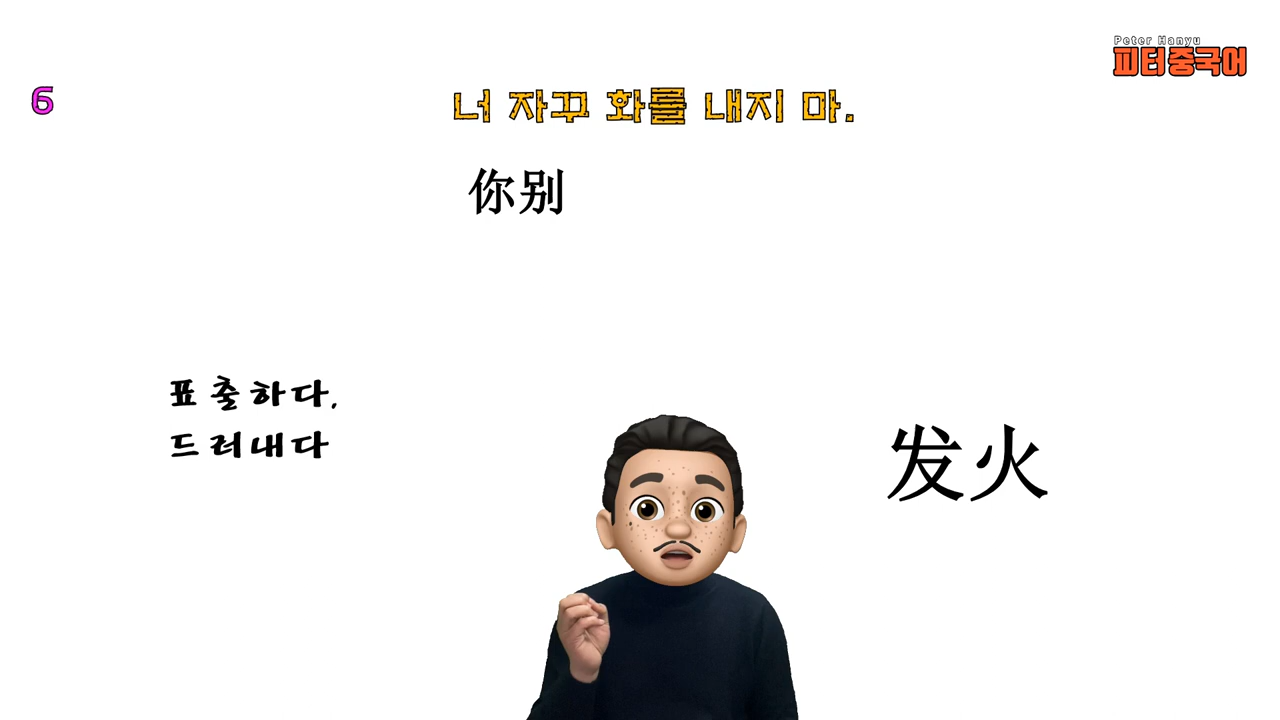 Peter Hanyu
피터중국어
6
너 자꾸 화를 내지 마.
你别
표출하다,
드러내다
发火